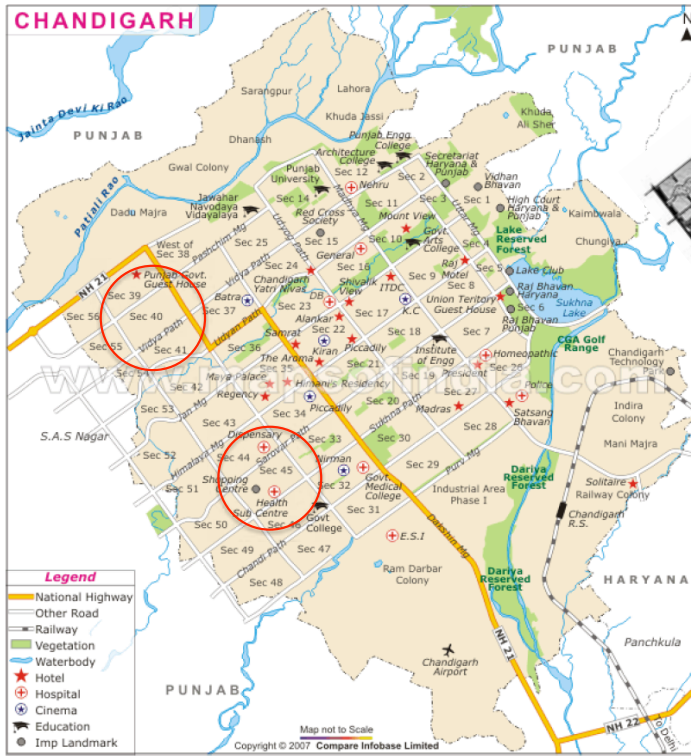 CHANDIGARH
PUNJAB
N
Jainta Devi Ki Rao
PUNJAB
Sarangpur
Lahora
Khuda Jassi
Khuda
Ali Sher
Dhanash
Punjab Engg.
College
Architecture
College
Secretariat
Haryana &
Punjab
Gwal Colony
Patiali Rao
Punjab
University
Sec 12
Nehru
Sec 2
Vidhan
Bhavan
Jawahar
Navodaya
Vidyalaya
Sec 14
Madhya Mg
Sec 11
Sec 3
Sec 1
High Court
Haryana &
Punjab
Dadu Majra
Red Cross
Society
Mount View
Uttar Mg
Kaimbwala
West of
Sec 38
Pashchim Mg
Sec 25
Udyog Path
Sec 15
Sec 10
Govt.
Arts
College
Sec 4
Lake
Reserved
Forest
Chungiya
General
NH 21
Punjab Govt.
Guest House
Vidya Path
Sec 24
Chandigarh
Yatri Nivas
Sec 16
Shivalik
View
ITDC
Sec 9
Raj
Motel
Sec 8
Sec 5
Lake Club
Sec 39
Sec 56
Sec 40
Batra
Sec 37
Sec 23
DB
Sec 17
K.C
Union Teritory
Guest House
Raj Bhavan
Haryana
Sec 6
Raj Bhavan
Punjab
Sukhna
Lake
Alankar
Udyan Path
Samrat
Sec 22
Sec 55
Vidya Path
Sec 41
Sec 36
Kiran
Piccadily
Sec 7
CGA Golf
Range
The Aroma
Sec 21
Institute
of Engg
Homeopathic
Chandigarh
Technology
Park
Sec 42
Maya Palace
Sec 35
Sec 19
President
Sec 26
www.mapsofindia.com
Regency
Himani's Residency
Police
Sec 53
Jan Mg
Sec 34
Piccadily
Sec 20
Sukhna Path
Madras
Sec 27
Satsang
Bhavan
Indira
Colony
S.A.S Nagar
Sec 43
Dispensary
Sec 33
Sec 30
Sec 28
Mani Majra
Sec 52
Himalaya Mg
Sec 44
Sarovar Path
Sec 45
Nirman
Sec 29
Purv Mg
Dariya
Reserved
Forest
Solitaire
Railway Colony
Sec 51
Shopping
Centre
Health
Sub Centre
Sec 32
Govt.
Medical
College
Industrial Area
Phase I
Chandigarh
R.S.
Sec 50
Sec 46
Govt
College
Sec 31
Dakshin Mg
Sec 49
Chandi Path
Sec 47
E.S.I
Sec 48
Ram Darbar
Colony
Dariya
Reserved
Forest
HARYANA
Legend
National Highway
Other Road
Railway
Vegetation
Waterbody
Hotel
Hospital
Cinema
Education
Imp Landmark
NH 21
Panchkula
Chandigarh
Airport
PUNJAB
NH 22
To Delhi
Map not to Scale
Copyright © 2007 Compare Infobase Limited